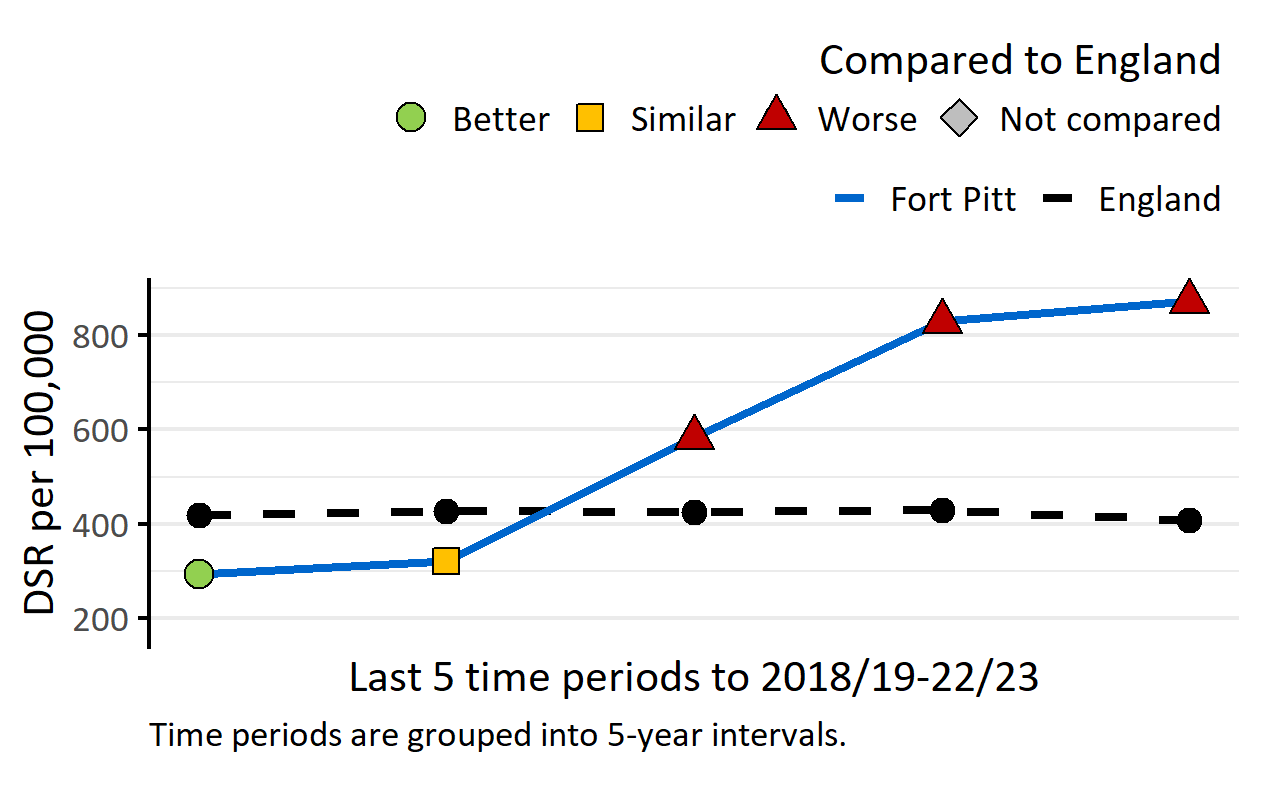 Compared to England
Better Similar Worse Not compared
Fort Pitt England
DSR per 100,000
800
600
400
200
Last 5 time periods to 2018/19-22/23
Time periods are grouped into 5-year intervals.